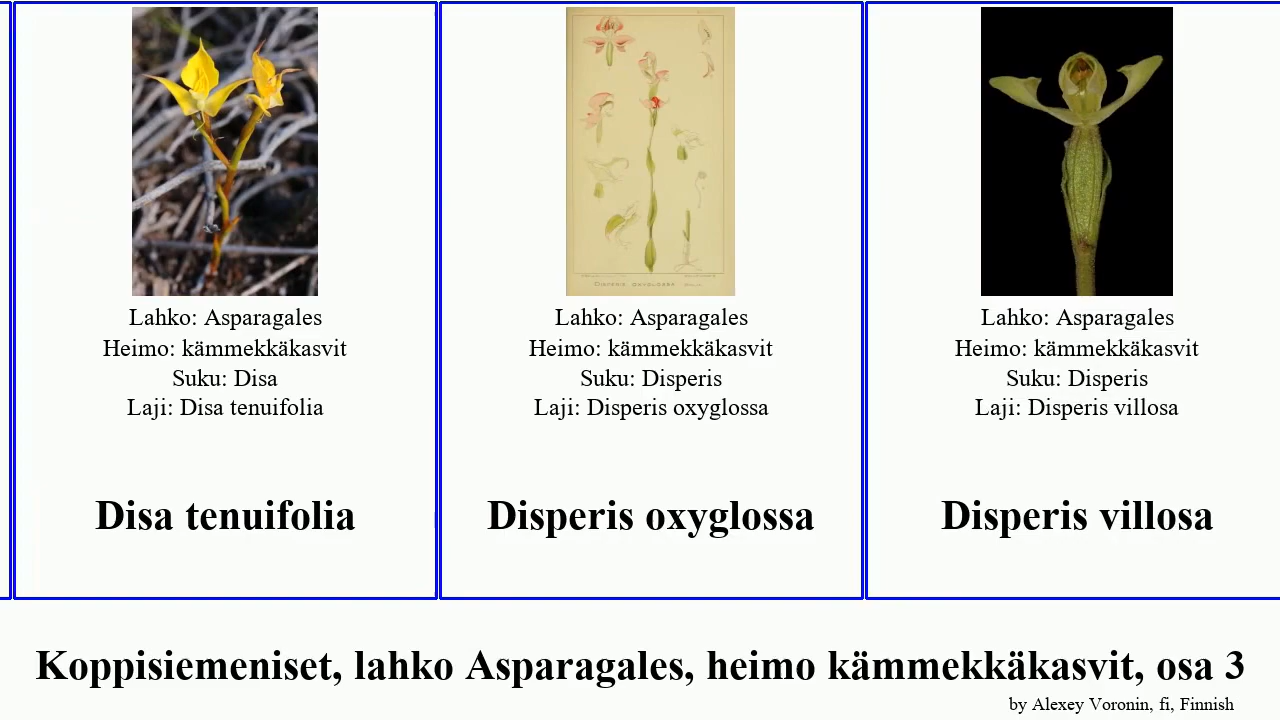 DISPERIS OXYGLOSSA
Lahko: Asparagales
Heimo: kämmekkäkasvit
Suku: Disa
Laji: Disa tenuifolia
Disa tenuifolia
Lahko: Asparagales
Heimo: kämmekkäkasvit
Suku: Disperis
Laji: Disperis oxyglossa
Disperis oxyglossa
Lahko: Asparagales
Heimo: kämmekkäkasvit
Suku: Disperis
Laji: Disperis villosa
Disperis villosa
Koppisiemeniset, lahko Asparagales, heimo kämmekkäkasvit, osa 3
by Alexey Voronin, fi, Finnish